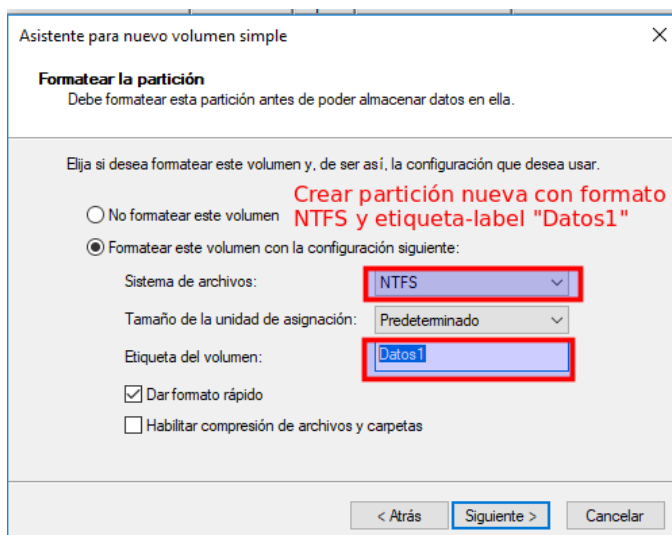 Asistente para nuevo volumen simple
Formatear la partición
Debe formatear esta partición antes de poder almacenar datos en ella.
Elija si desea formatear este volumen y, de ser así, la configuración que desea usar.
Crear partición nueva con formato
NTFS y etiqueta-label "Datos1"
No formatear este volumen
Formatear este volumen con la configuración siguiente:
Sistema de archivos: NTFS
Tamaño de la unidad de asignación: Predeterminado
Etiqueta del volumen: Datos1
Dar formato rápido
Habilitar compresión de archivos y carpetas
< Atrás Siguiente > Cancelar